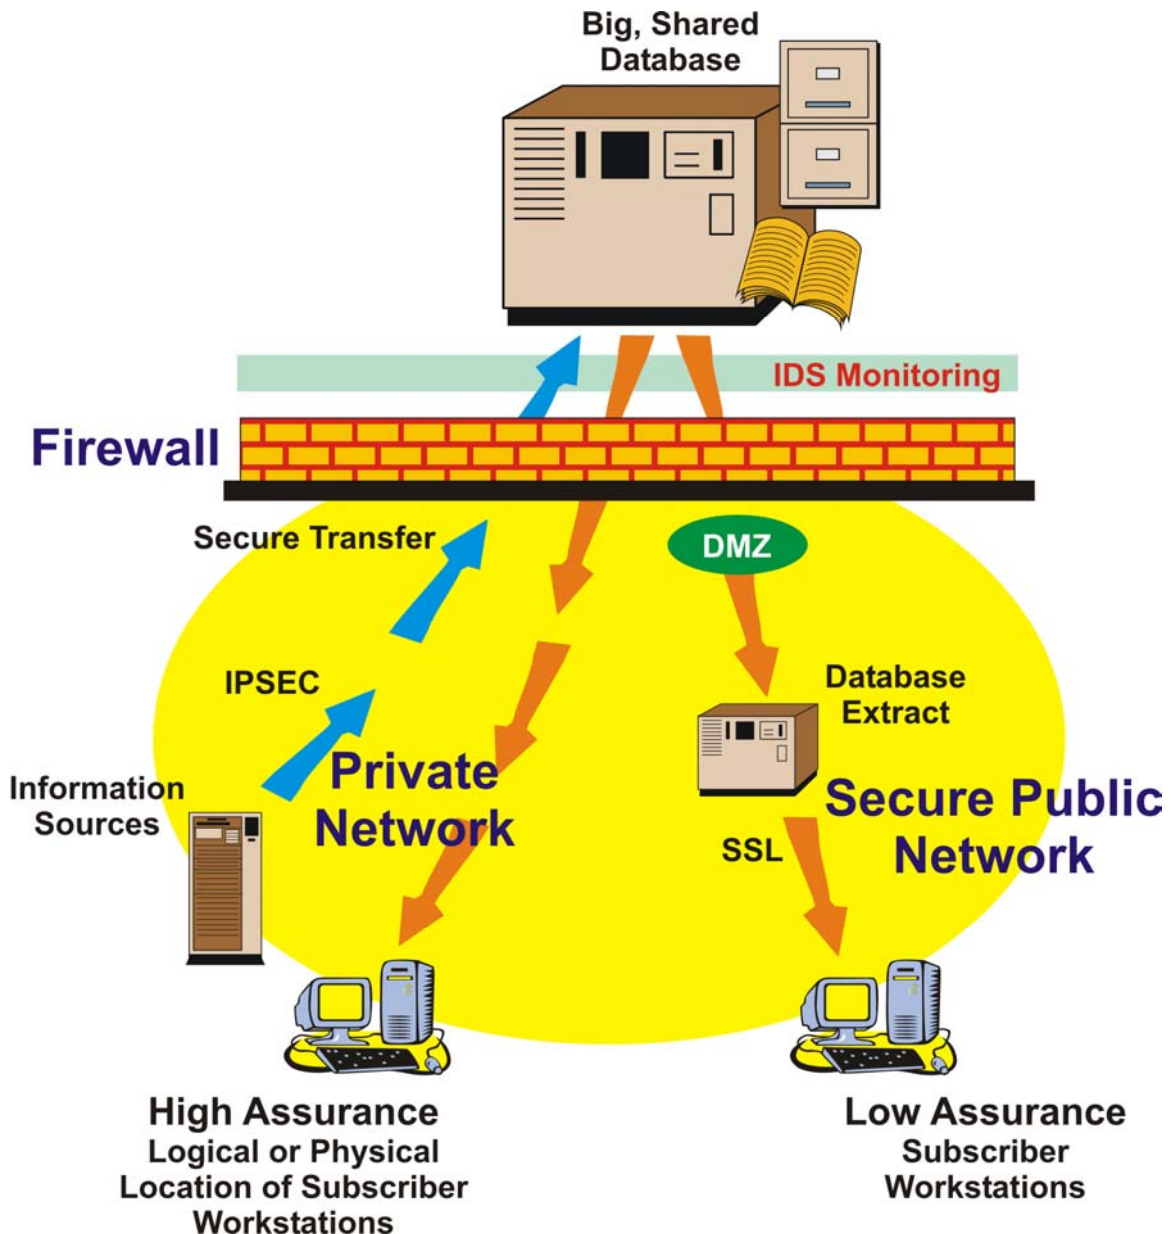 Big, Shared
Database
IDS Monitoring
Firewall
Secure Transfer
DMZ
IPSEC
Database
Extract
Information
Sources
Private
Network
Secure Public
Network
SSL
High Assurance
Logical or Physical
Location of Subscriber
Workstations
Low Assurance
Subscriber
Workstations